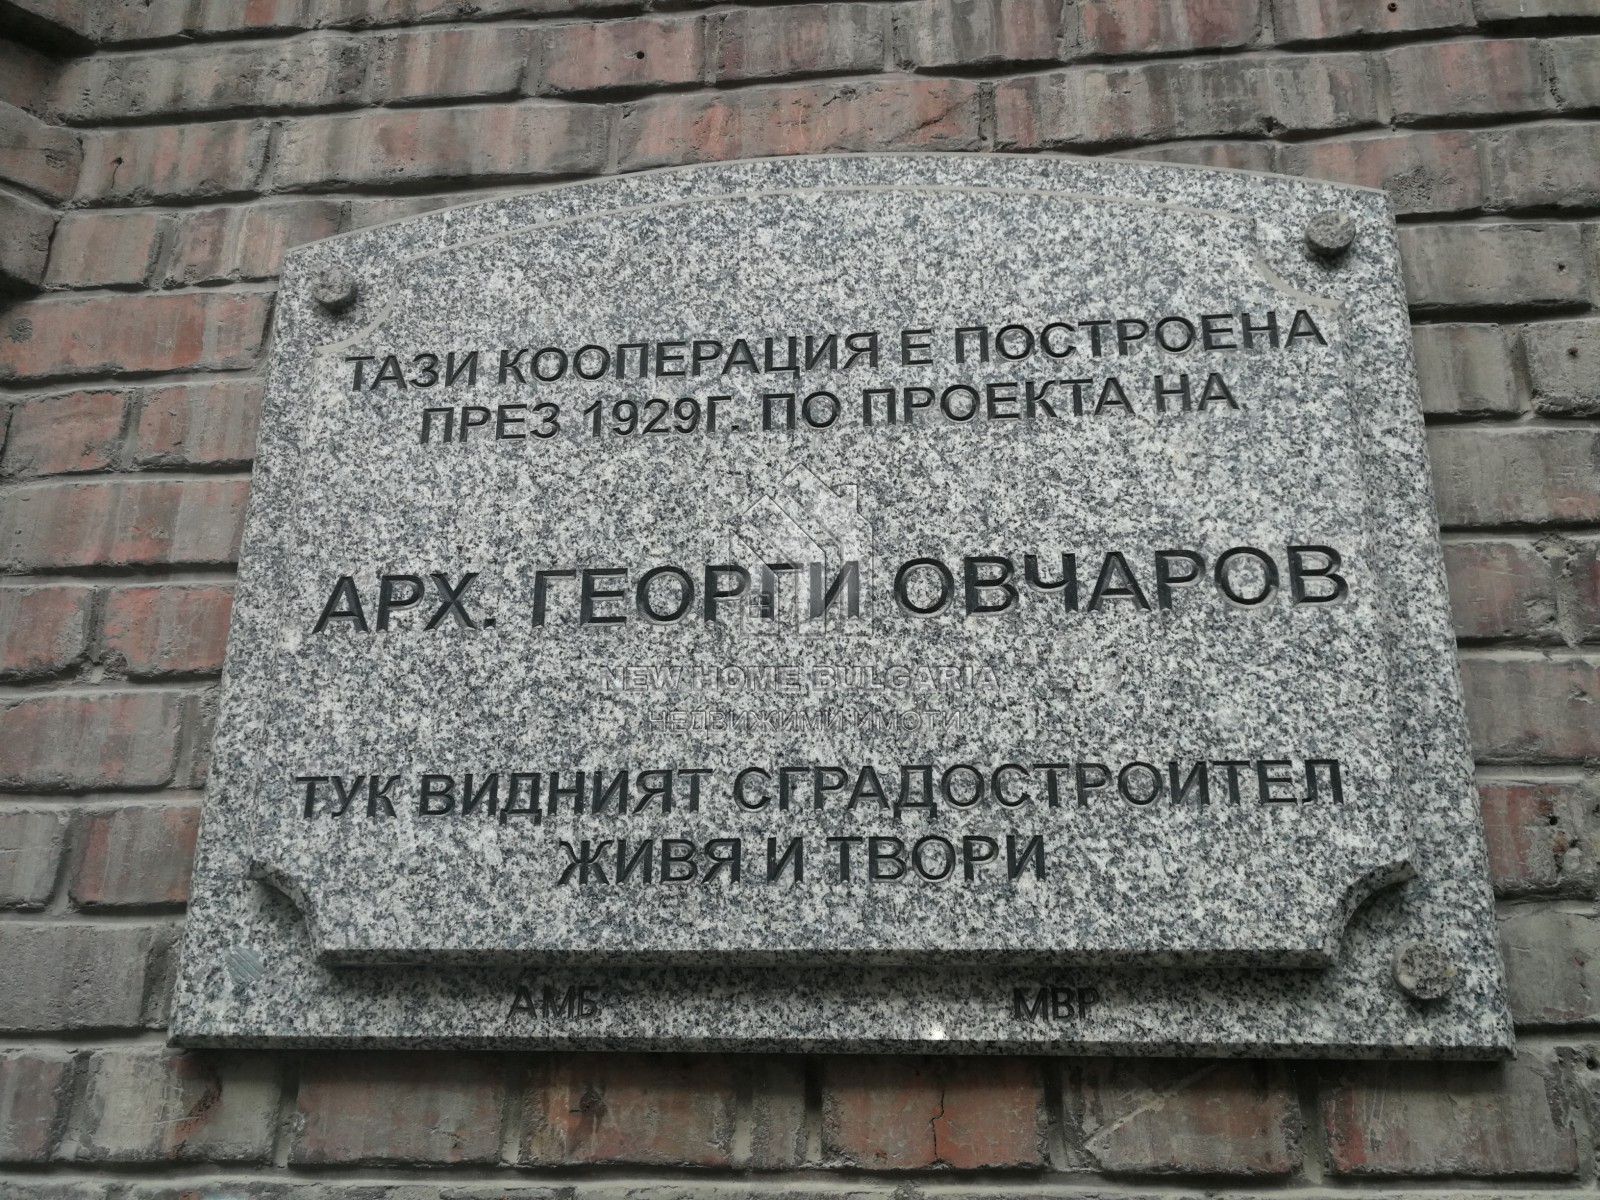 ТАЗИ КООПЕРАЦИЯ Е ПОСТРОЕНА
ПРЕЗ 1929Г. ПО ПРОЕКТА НА
АРХ. ГЕОРГИ ОВЧАРОВ
NEW HOME BULGARIA
НЕДВИЖИМИ ИМОТИ
ТУК ВИДНИЯТ СГРАДОСТРОИТЕЛ
ЖИВЯ И ТВОРИ
АМБ МВР